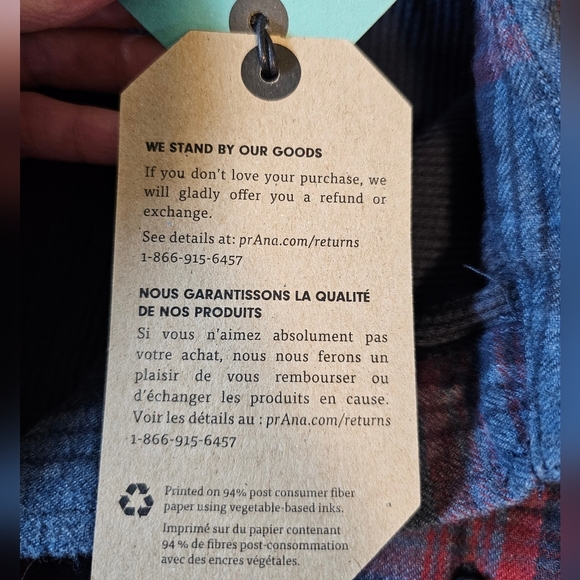 WE STAND BY OUR GOODS
If you don't love your purchase, we
will gladly offer you a refund or
exchange.
See details at: prAna.com/returns
1-866-915-6457
NOUS GARANTISSONS LA QUALITÉ
DE NOS PRODUITS
Si vous n'aimez absolument pas
votre achat, nous nous ferons un
plaisir de vous rembourser ou
d'échanger les produits en cause.
Voir les détails au : prAna.com/returns
1-866-915-6457
Printed on 94% post consumer fiber
paper using vegetable-based inks.
Imprimé sur du papier contenant
94 % de fibres post-consommation
avec des encres végétales.